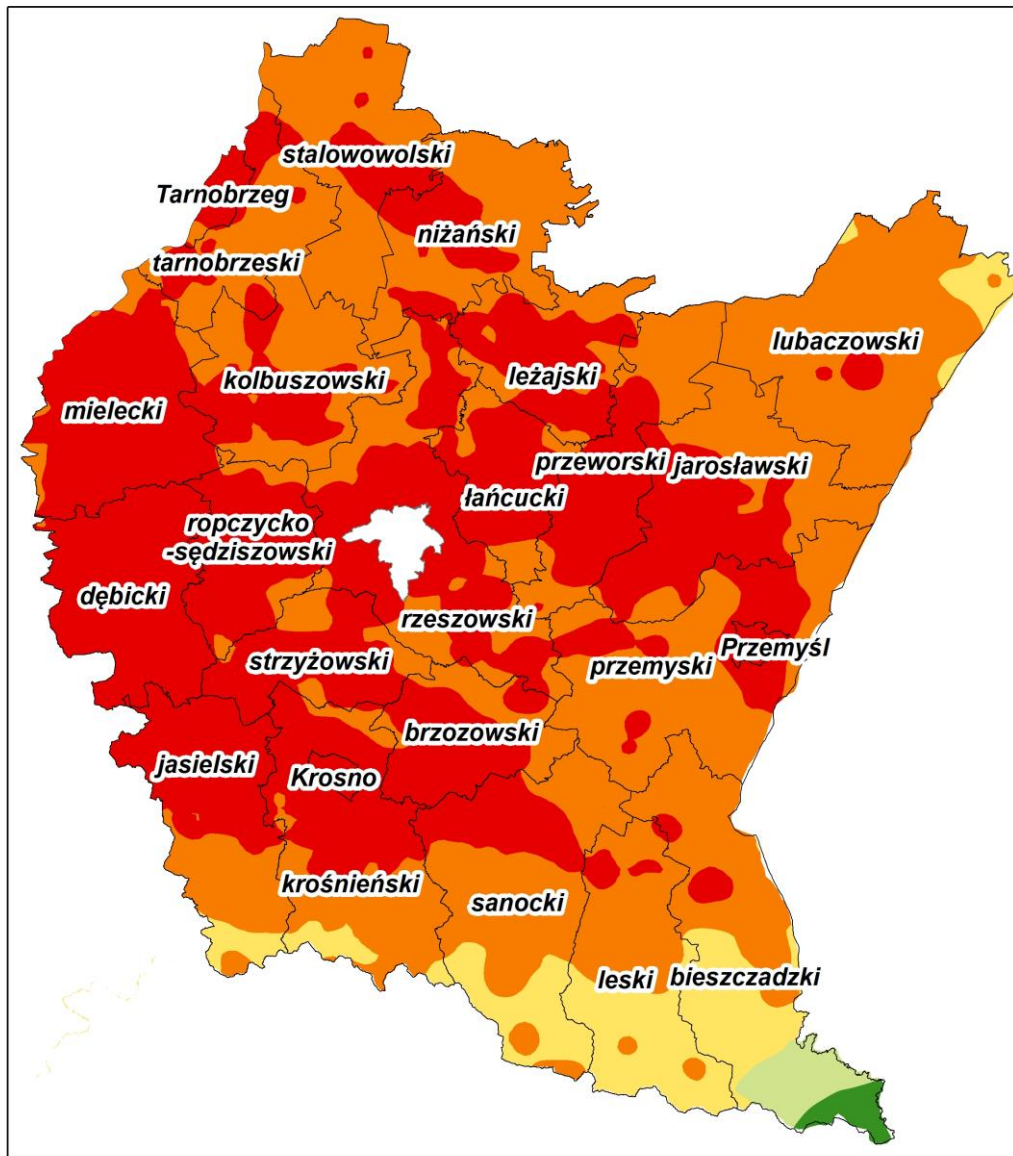 stalowowolski
Tarnobrzeg
niżański
tarnobrzeski
lubaczowski
kolbuszowski
leżajski
mielecki
przeworski
jarosławski
łańcucki
ropczycko
-sędziszowski
dębicki
rzeszowski
strzyżowski
przemyski
Przemyśl
brzozowski
jasielski
Krosno
krośnieński
sanocki
leski
bieszczadzki